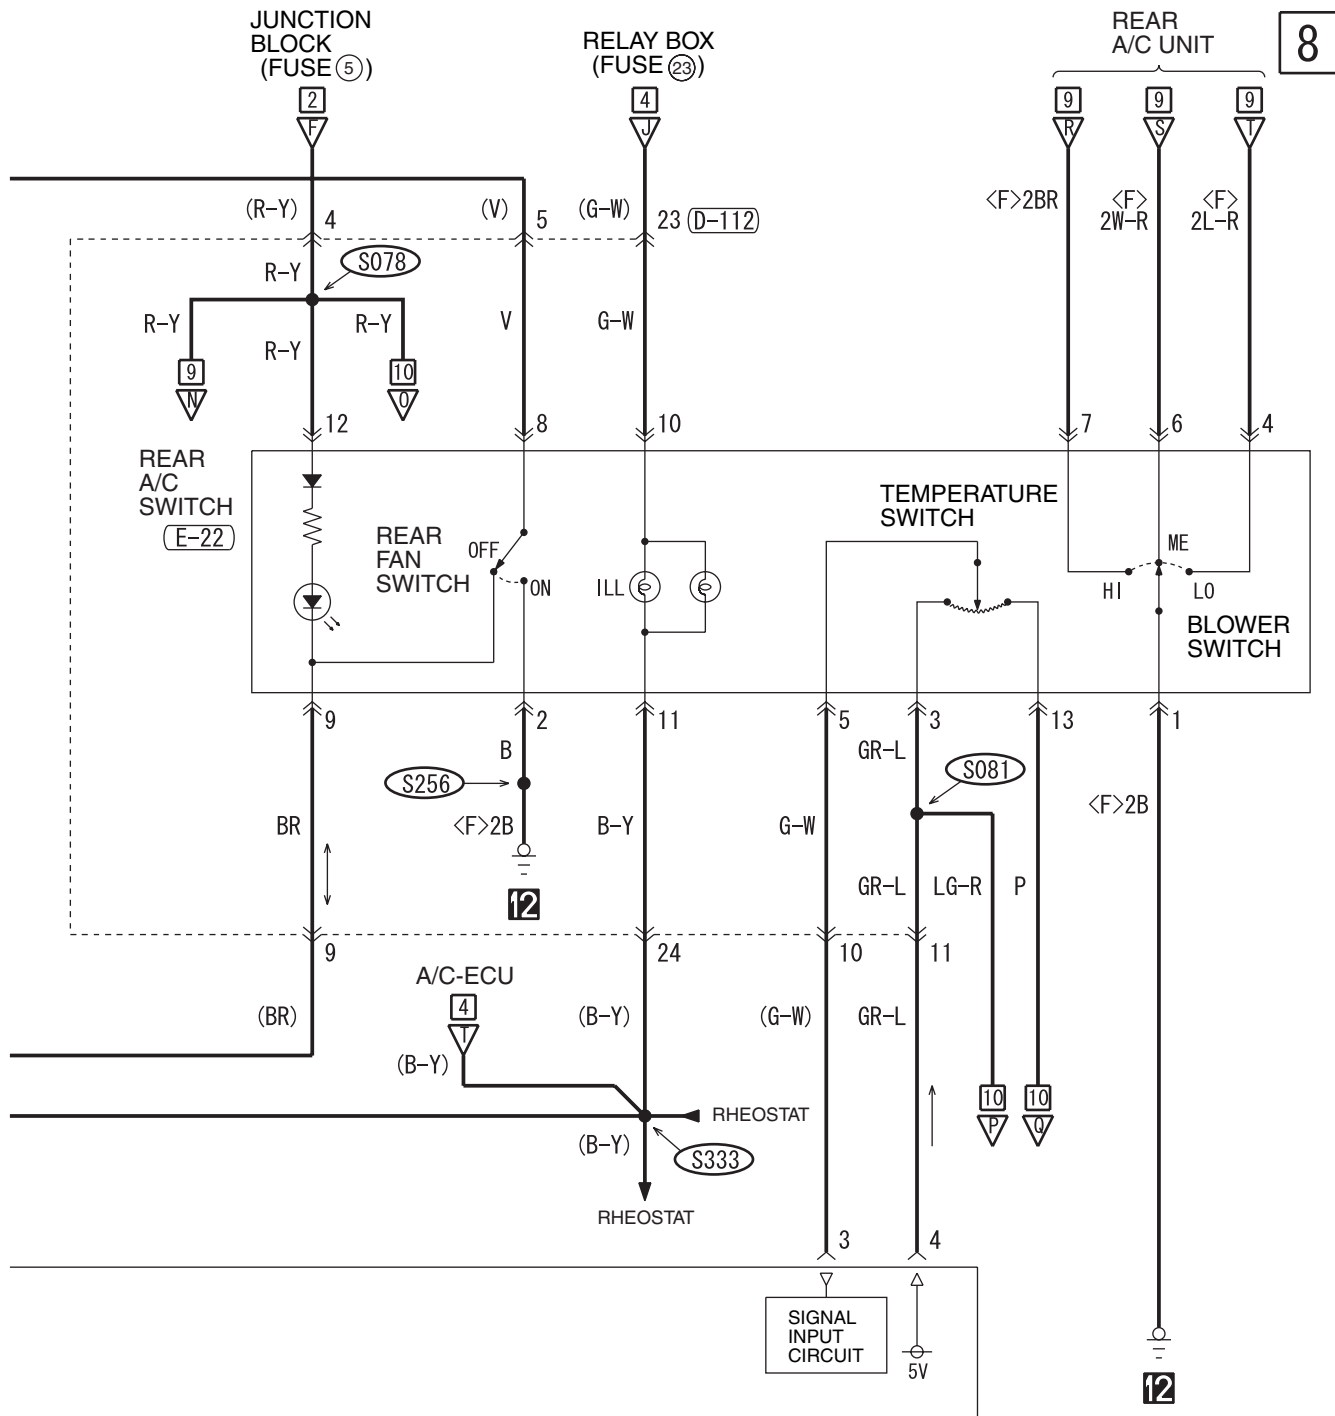 JUNCTION
BLOCK
(FUSE 5)
RELAY BOX
(FUSE 23)
REAR
A/C UNIT
8
2
F
4
J
9
R
9
S
9
T
(R-Y)
4
(V)
5
(G-W)
23
D-112
<F>2BR
<F>
2W-R
<F>
2L-R
R-Y
S078
R-Y
R-Y
R-Y
V
G-W
9
N
10
O
12
8
10
7
6
4
REAR
A/C
SWITCH
E-22
REAR
FAN
SWITCH
OFF
ON
ILL
TEMPERATURE
SWITCH
ME
HI
LO
BLOWER
SWITCH
9
2
11
5
3
13
1
B
GR-L
S256
S081
BR
<F>2B
B-Y
G-W
<F>2B
GR-L
LG-R
P
12
9
24
10
11
A/C-ECU
4
T
(BR)
(B-Y)
(G-W)
GR-L
(B-Y)
RHEOSTAT
10
P
10
Q
(B-Y)
S333
RHEOSTAT
3
4
SIGNAL
INPUT
CIRCUIT
5V
12